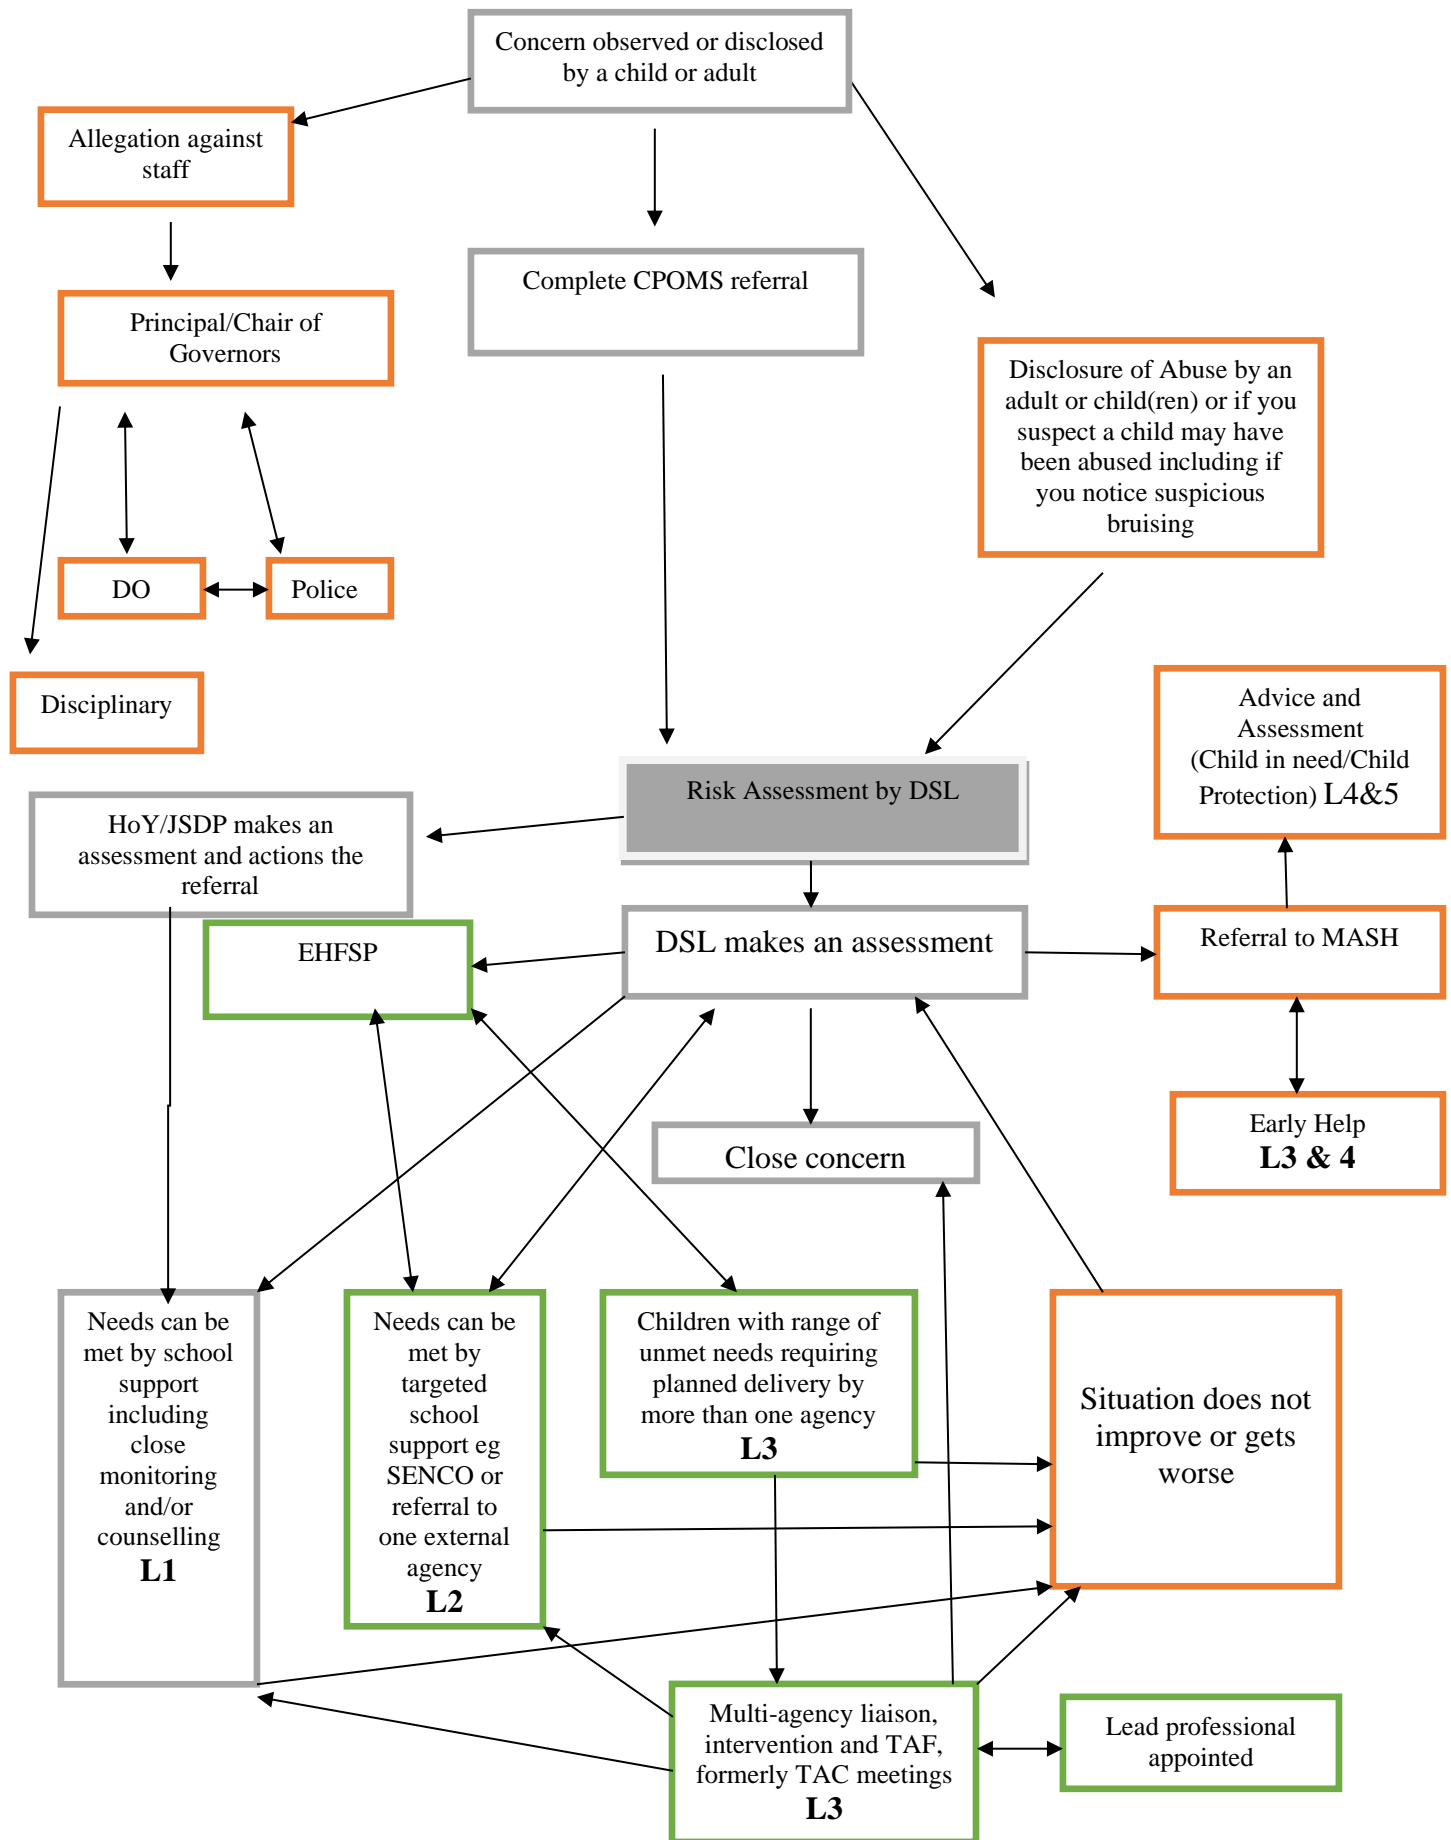 Concern observed or disclosed
by a child or adult
Allegation against
staff
Complete CPOMS referral
Principal/Chair of
Governors
Disclosure of Abuse by an
adult or child(ren) or if you
suspect a child may have
been abused including if
you notice suspicious
bruising
DO
Police
Disciplinary
Advice and
Assessment
(Child in need/Child
Protection) L4&5
Risk Assessment by DSL
HoY/JSDP makes an
assessment and actions the
referral
EHFSP
DSL makes an assessment
Referral to MASH
Close concern
Early Help
L3 & 4
Needs can be
met by school
support
including
close
monitoring
and/or
counselling
L1
Needs can be
met by
targeted
school
support eg
SENCO or
referral to
one external
agency
L2
Children with range of
unmet needs requiring
planned delivery by
more than one agency
L3
Situation does not
improve or gets
worse
Multi-agency liaison,
intervention and TAF,
formerly TAC meetings
L3
Lead professional
appointed